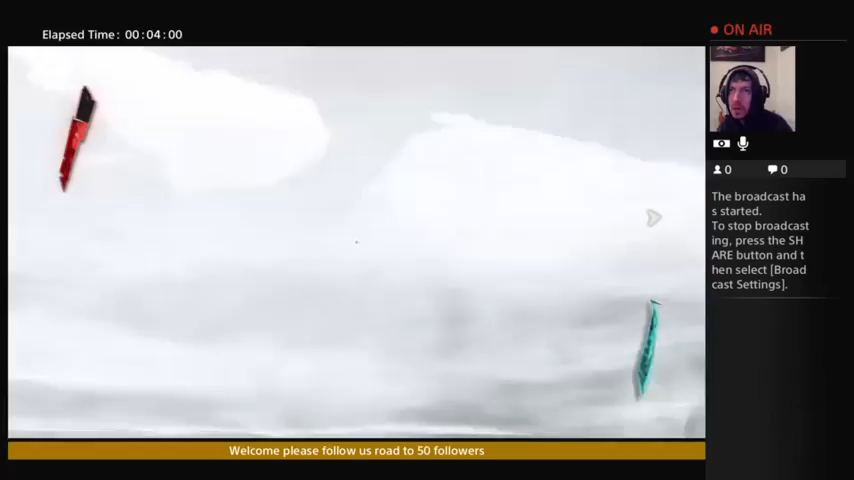 Elapsed Time: 00:04:00
ON AIR
0
0
The broadcast ha
s started.
To stop broadcast
ing, press the SH
ARE button and t
hen select [Broad
cast Settings].
Welcome please follow us road to 50 followers